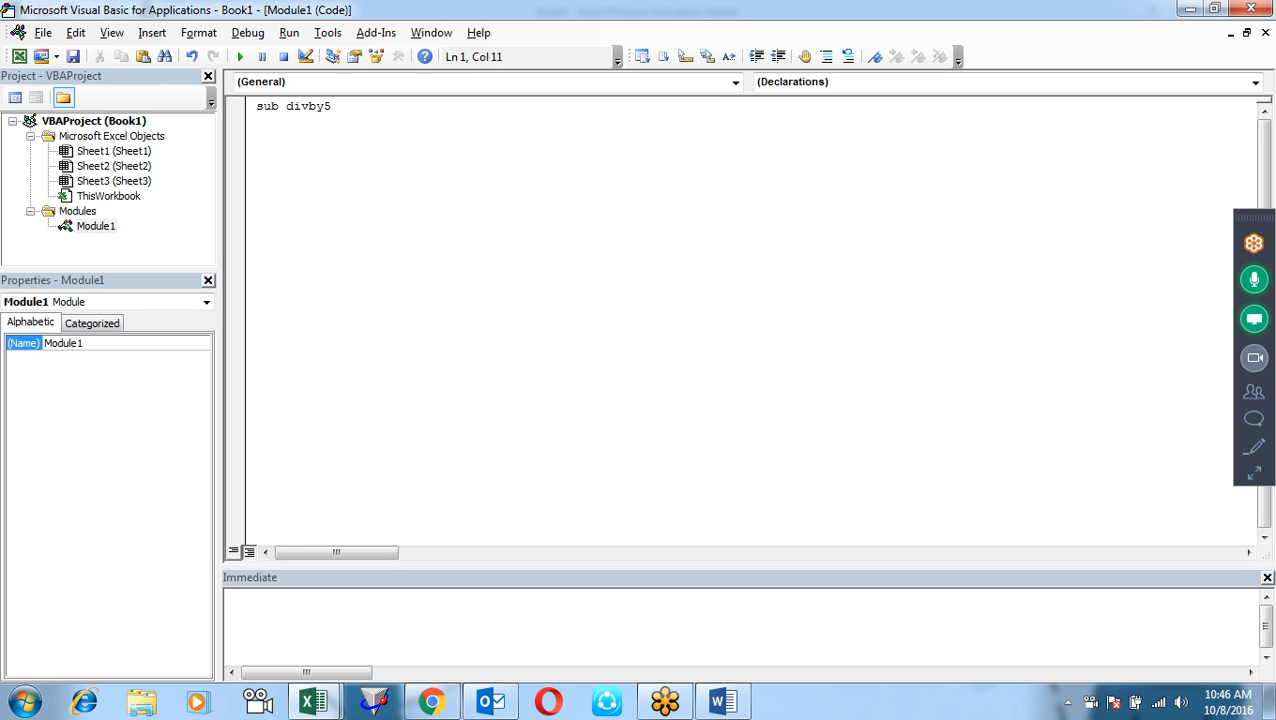 Microsoft Visual Basic for Applications - Book1 - [Module1 (Code)]
File Edit View Insert Format Debug Run Tools Add-Ins Window Help
Ln 1, Col 11
Project - VBAProject
(General)
(Declarations)
sub divby5
VBAProject (Book1)
Microsoft Excel Objects
Sheet1 (Sheet1)
Sheet2 (Sheet2)
Sheet3 (Sheet3)
ThisWorkbook
Modules
Module1
Properties - Module1
Module1 Module
Alphabetic Categorized
(Name) Module1
Immediate
10:46 AM
10/8/2016